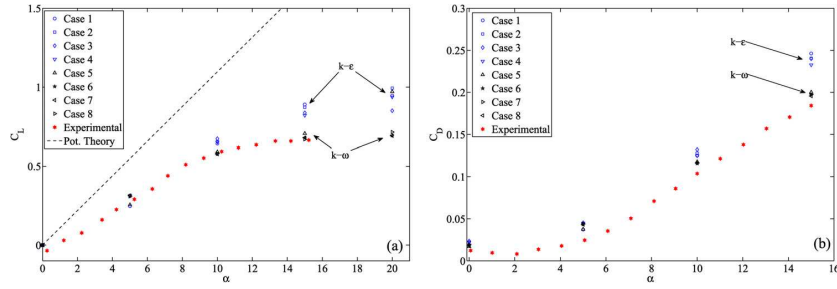 1.5
1
0.5
0
C_L
0 2 4 6 8 10 12 14 16 18 20
α
Case 1
Case 2
Case 3
Case 4
Case 5
Case 6
Case 7
Case 8
Experimental
Pot. Theory
k−ε
k−ω
(a)
0.3
0.25
0.2
0.15
0.1
0.05
0
C_D
0 2 4 6 8 10 12 14 16
α
Case 1
Case 2
Case 3
Case 4
Case 5
Case 6
Case 7
Case 8
Experimental
k−ε
k−ω
(b)